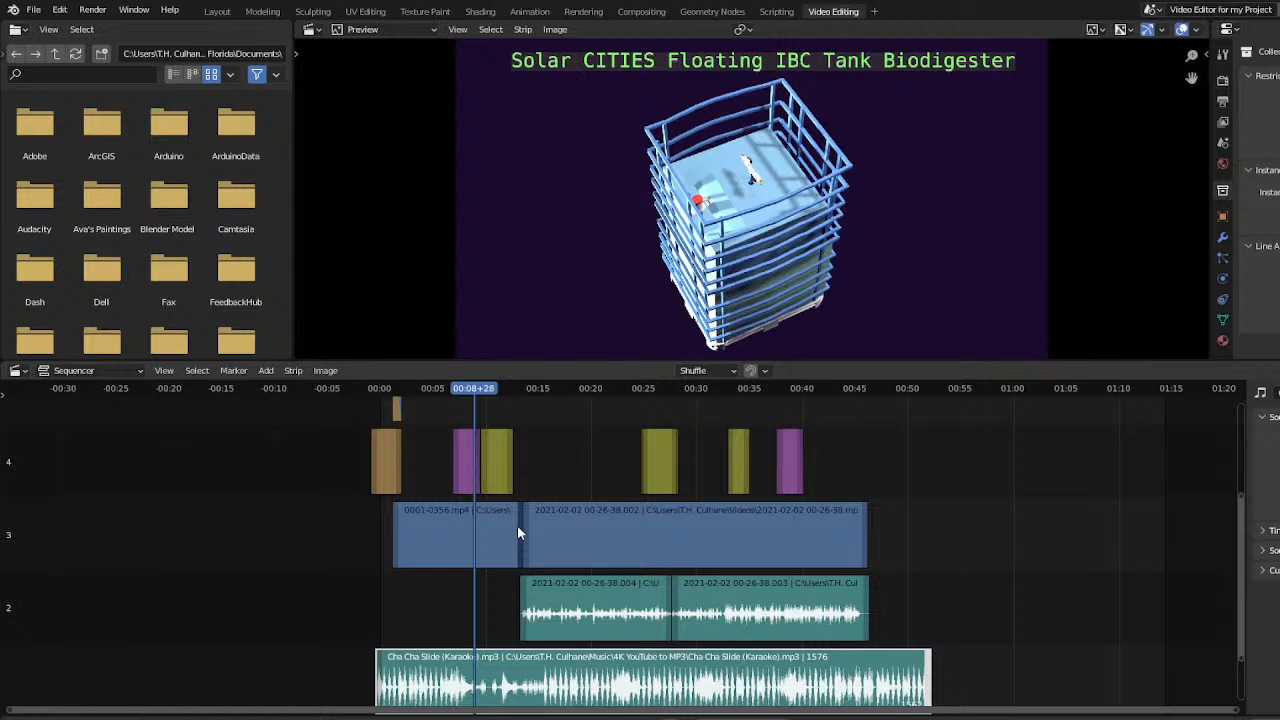 File Edit Render Window Help Layout Modeling Sculpting UV Editing Texture Paint Shading Animation Rendering Compositing Geometry Nodes Scripting Video Editing Video Editor for my Project
View Select Preview View Select Strip Image
C:\Users\T.H. Culhan... Florida\Documents\ Collec
Restric
Solar CITIES Floating IBC Tank Biodigester
Adobe ArcGIS Arduino ArduinoData
Instan
Instan
Audacity Ava's Paintings Blender Model Camtasia
Line A
Dash Dell Fax FeedbackHub
Sequencer View Select Marker Add Strip Image Shuffle
-00:30 -00:25 -00:20 -00:15 -00:10 -00:05 00:00 00:05 00:08+28 00:15 00:20 00:25 00:30 00:35 00:40 00:45 00:50 00:55 01:00 01:05 01:10 01:15 01:20
4
0001-0356.mp4 | C:\Users\ 2021-02-02 00-26-38.002 | C:\Users\T.H. Culhane\Videos\2021-02-02 00-26-38.mp
3
2021-02-02 00-26-38.004 | C:\U 2021-02-02 00-26-38.003 | C:\Users\T.H. Cul
2
Cha Cha Slide (Karaoke).mp3 | C:\Users\T.H. Culhane\Music\4K YouTube to MP3\Cha Cha Slide (Karaoke).mp3 | 1576